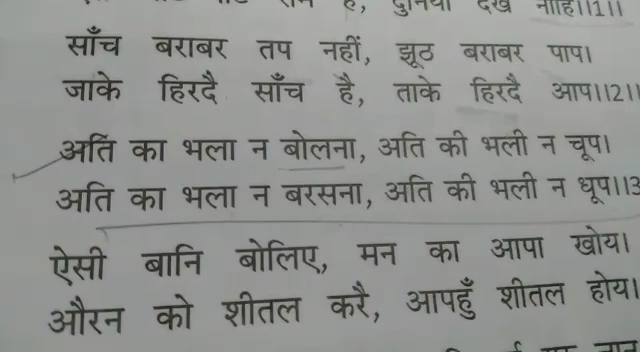 है, दुनिया देखे नाहिं।।1।।
साँच बराबर तप नहीं, झूठ बराबर पाप।
जाके हिरदै साँच है, ताके हिरदै आप।।2।।
अति का भला न बोलना, अति की भली न चूप।
अति का भला न बरसना, अति की भली न धूप।।3
ऐसी बानि बोलिए, मन का आपा खोय।
औरन को शीतल करै, आपहुँ शीतल होय।